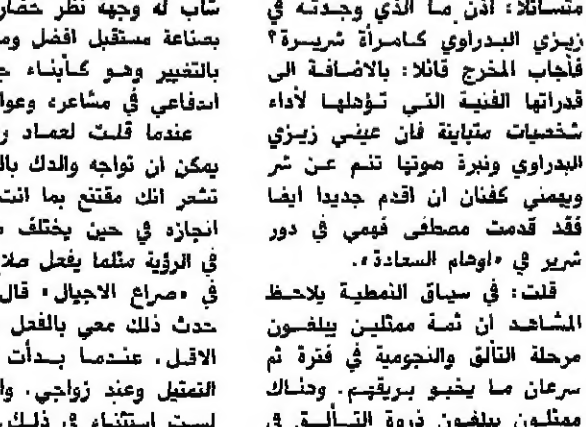 متسائلا: اذن ما الذي وجدته في
زيزي البدراوي كامرأة شريرة؟
فأجاب المخرج قائلا: بالاضافة الى
قدراتها الفنية التي تؤهلها لأداء
شخصيات متباينة فان عيني زيزي
البدراوي ونبرة صوتها تنم عن شر
ويهمني كفنان ان اقدم جديدا ايضا
فقد قدمت مصطفى فهمي في دور
شرير في «اوهام السعادة».
قلت: في سياق النمطية يلاحظ
المشاهد ان ثمة ممثلين يبلغون
مرحلة التألق والنجومية في فترة ثم
سرعان ما يخبو بريقهم. وهناك
ممثلون يبلغون ذروة التألق في
شاب له وجهه نظر
بصناعة مستقبل افضل
بالتغيير وهو كأبناء
اندفاعي في مشاعره
عندما قلت لعماد
يمكن ان تواجه والدك
تشعر انك مقتنع بما انت
انجازه في حين يختلف
في الرؤية مثلما يفعل
في «صراع الاجيال» قال
حدث ذلك معي بالفعل
الاقل. عندما بدأت
التمثيل وعند زواجي.
لست استثناء في ذلك.